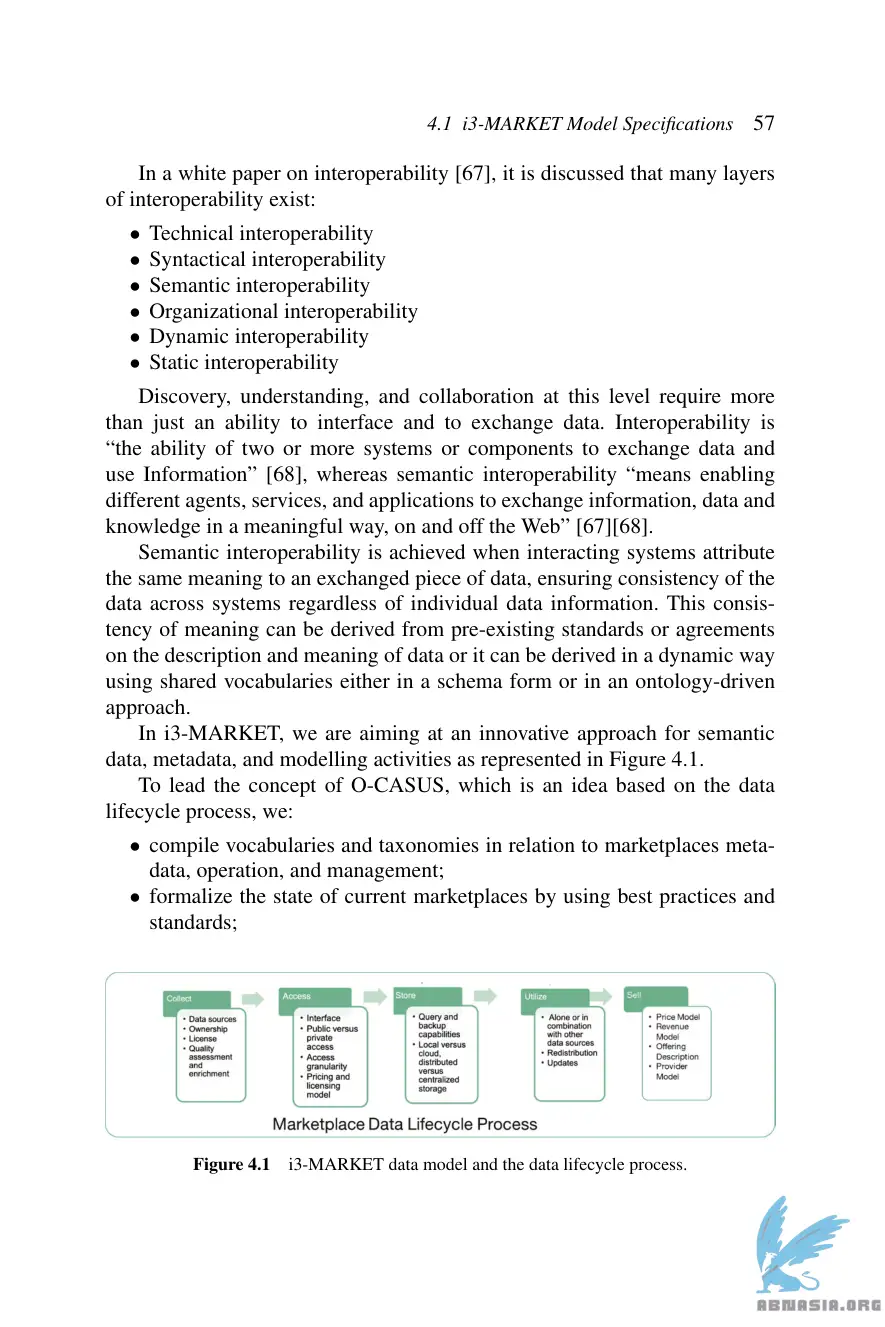 4.1 i3-MARKET Model Specifications 57
In a white paper on interoperability [67], it is discussed that many layers
of interoperability exist:
• Technical interoperability
• Syntactical interoperability
• Semantic interoperability
• Organizational interoperability
• Dynamic interoperability
• Static interoperability
Discovery, understanding, and collaboration at this level require more
than just an ability to interface and to exchange data. Interoperability is
“the ability of two or more systems or components to exchange data and
use Information” [68], whereas semantic interoperability “means enabling
different agents, services, and applications to exchange information, data and
knowledge in a meaningful way, on and off the Web” [67][68].
Semantic interoperability is achieved when interacting systems attribute
the same meaning to an exchanged piece of data, ensuring consistency of the
data across systems regardless of individual data information. This consis-
tency of meaning can be derived from pre-existing standards or agreements
on the description and meaning of data or it can be derived in a dynamic way
using shared vocabularies either in a schema form or in an ontology-driven
approach.
In i3-MARKET, we are aiming at an innovative approach for semantic
data, metadata, and modelling activities as represented in Figure 4.1.
To lead the concept of O-CASUS, which is an idea based on the data
lifecycle process, we:
• compile vocabularies and taxonomies in relation to marketplaces meta-
data, operation, and management;
• formalize the state of current marketplaces by using best practices and
standards;
Collect
• Data sources
• Ownership
• License
• Quality
assessment
and
enrichment
Access
• Interface
• Public versus
private
access
• Access
granularity
• Pricing and
licensing
model
Store
• Query and
backup
capabilities
• Local versus
cloud,
distributed
versus
centralized
storage
Utilize
• Alone or in
combination
with other
data sources
• Redistribution
• Updates
Sell
• Price Model
• Revenue
Model
• Offering
Description
• Provider
Model
Marketplace Data Lifecycle Process
Figure 4.1 i3-MARKET data model and the data lifecycle process.
ABNASIA.ORG